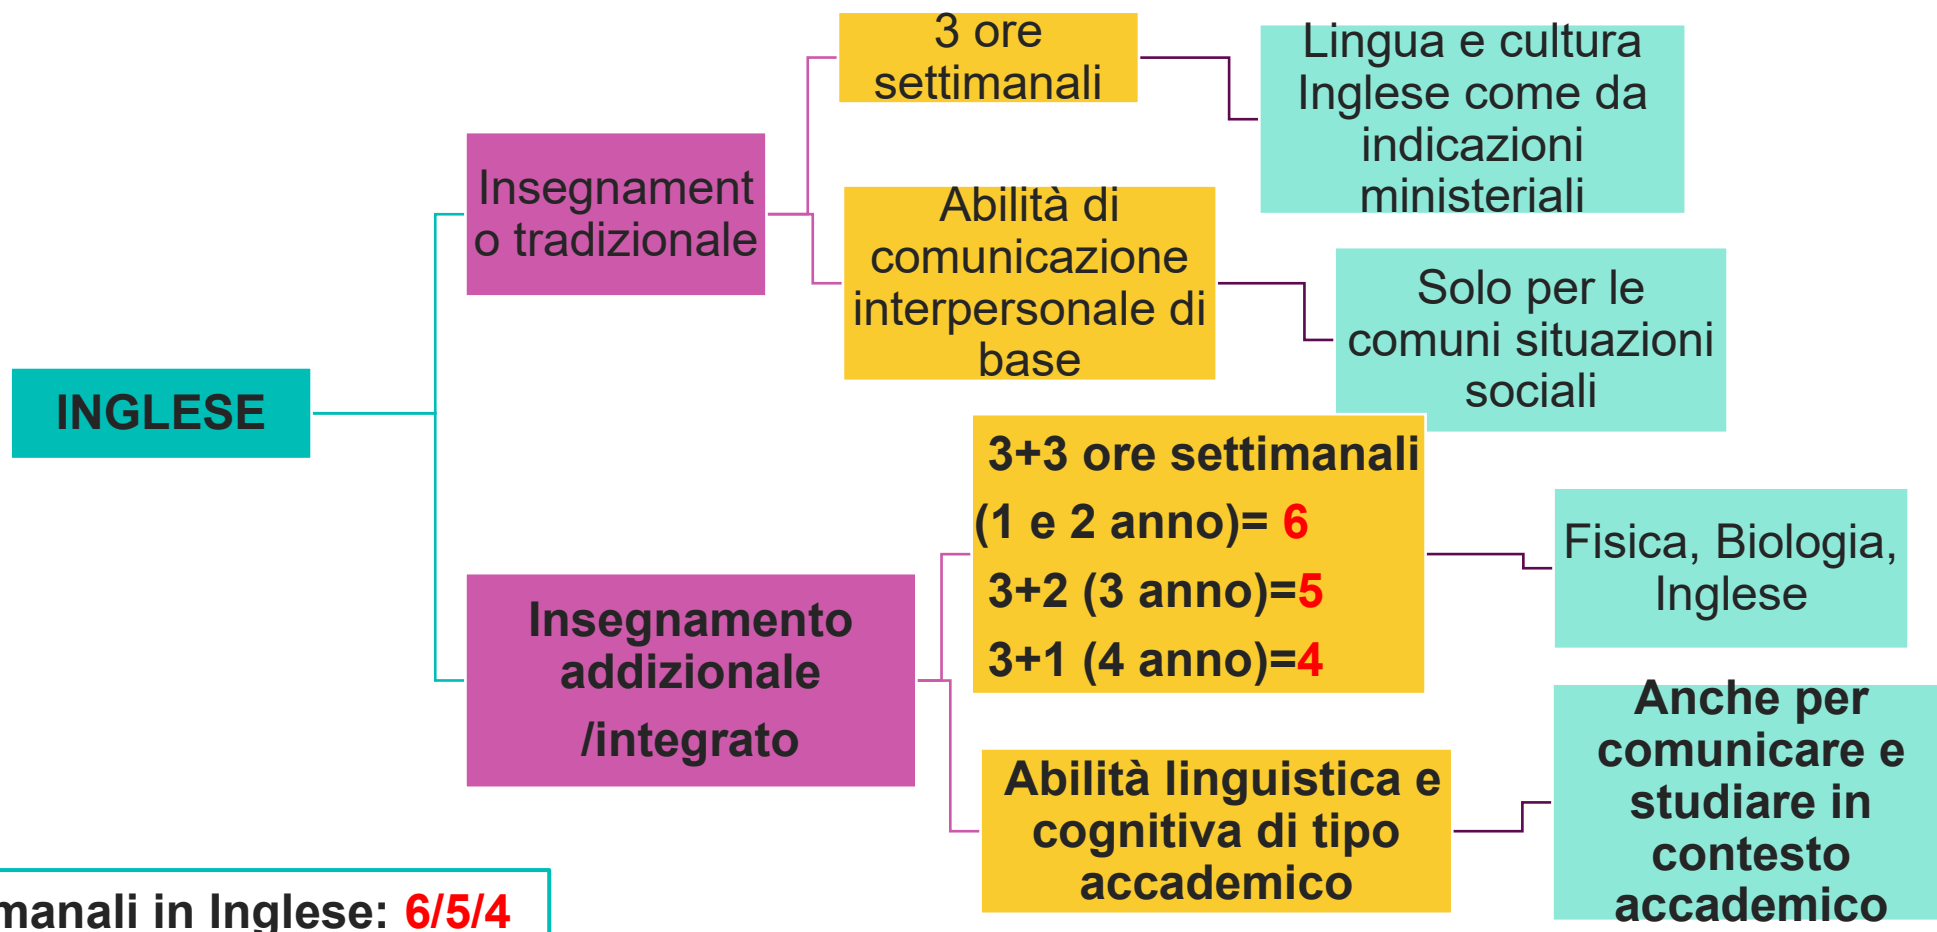 3 ore
settimanali
Lingua e cultura
Inglese come da
indicazioni
ministeriali
Insegnament
o tradizionale
Abilità di
comunicazione
interpersonale di
base
Solo per le
comuni situazioni
sociali
INGLESE
3+3 ore settimanali
(1 e 2 anno)= 6
3+2 (3 anno)=5
3+1 (4 anno)=4
Fisica, Biologia,
Inglese
Insegnamento
addizionale
/integrato
Abilità linguistica e
cognitiva di tipo
accademico
Anche per
comunicare e
studiare in
contesto
accademico
manali in Inglese: 6/5/4